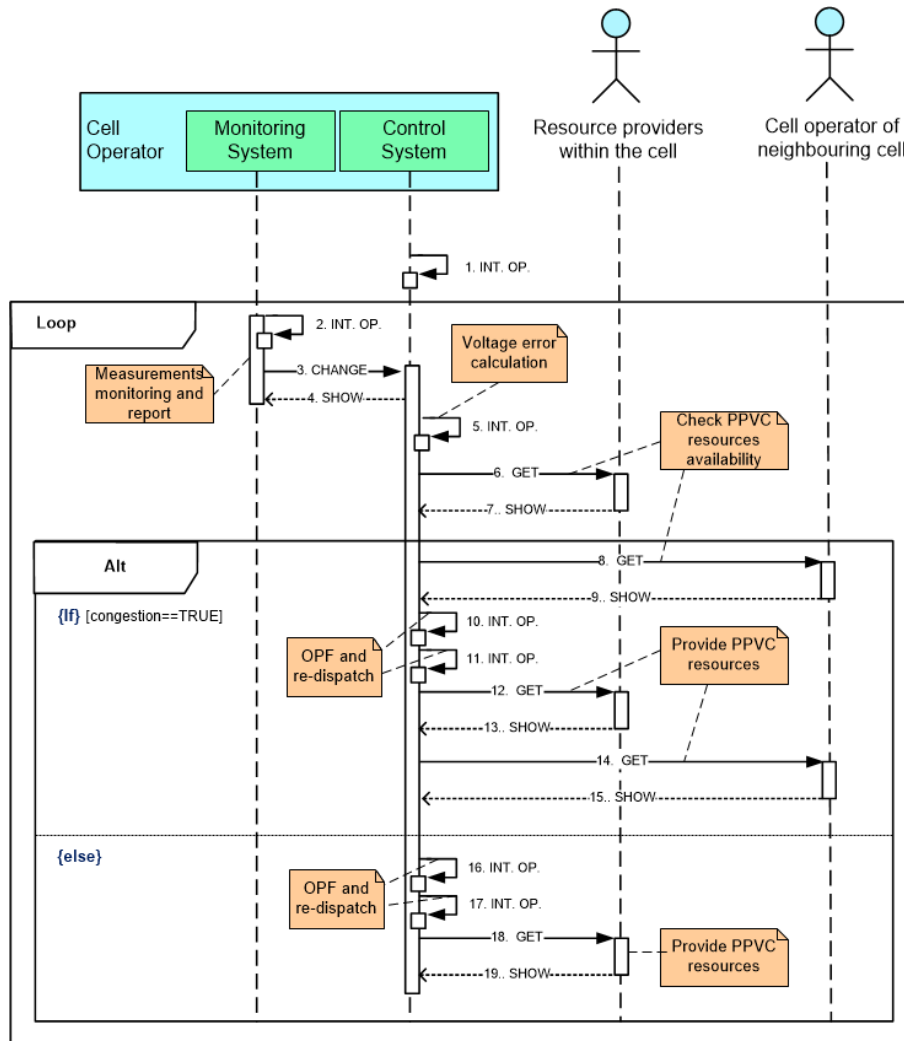 Cell
Operator
Monitoring
System
Control
System
Resource providers
within the cell
Cell operator of
neighbouring cell
1. INT. OP.
Loop
2. INT. OP.
Voltage error
calculation
Measurements
monitoring and
report
3. CHANGE
4. SHOW
5. INT. OP.
Check PPVC
resources
availability
6. GET
7.. SHOW
Alt
8. GET
9.. SHOW
{If} [congestion==TRUE]
10. INT. OP.
OPF and
re-dispatch
11. INT. OP.
Provide PPVC
resources
12. GET
13.. SHOW
14. GET
15.. SHOW
{else}
16. INT. OP.
OPF and
re-dispatch
17. INT. OP.
18. GET
Provide PPVC
resources
19.. SHOW